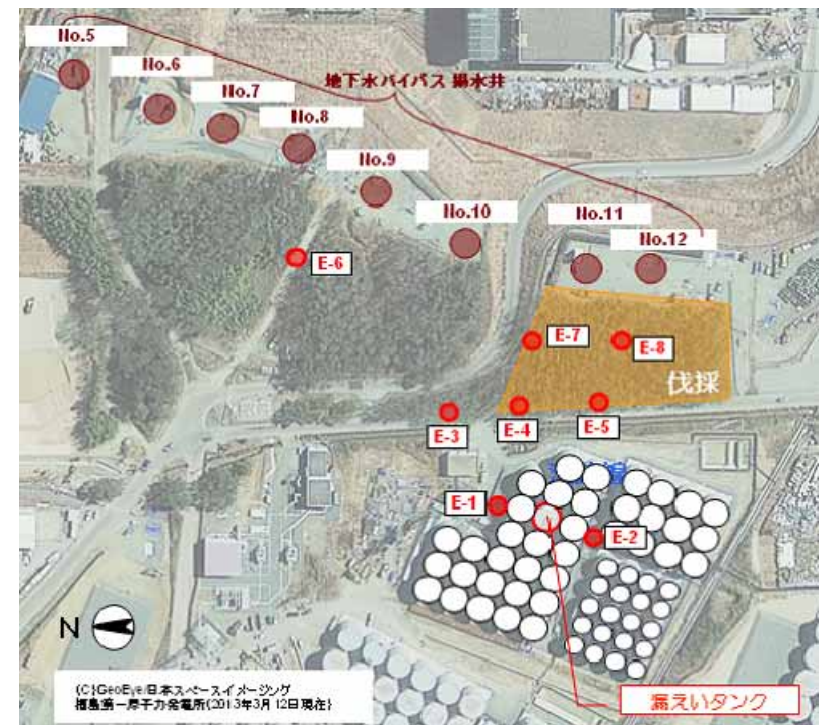 No.5
No.6
No.7
No.8
地下水バイパス 揚水井
No.9
No.10
No.11
No.12
E-6
E-7
E-8
伐採
E-3
E-4
E-5
E-1
E-2
N
漏えいタンク
(C)GeoEye/日本スペースイメージング
福島第一原子力発電所(2013年3月12日現在)